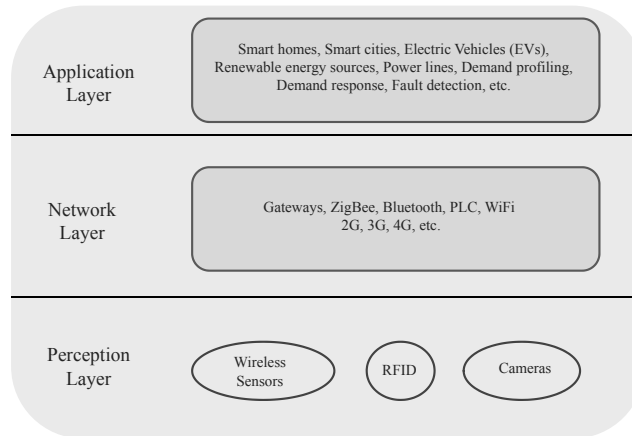 Application
Layer
Smart homes, Smart cities, Electric Vehicles (EVs),
Renewable energy sources, Power lines, Demand profiling,
Demand response, Fault detection, etc.
Network
Layer
Gateways, ZigBee, Bluetooth, PLC, WiFi
2G, 3G, 4G, etc.
Perception
Layer
Wireless
Sensors
RFID
Cameras